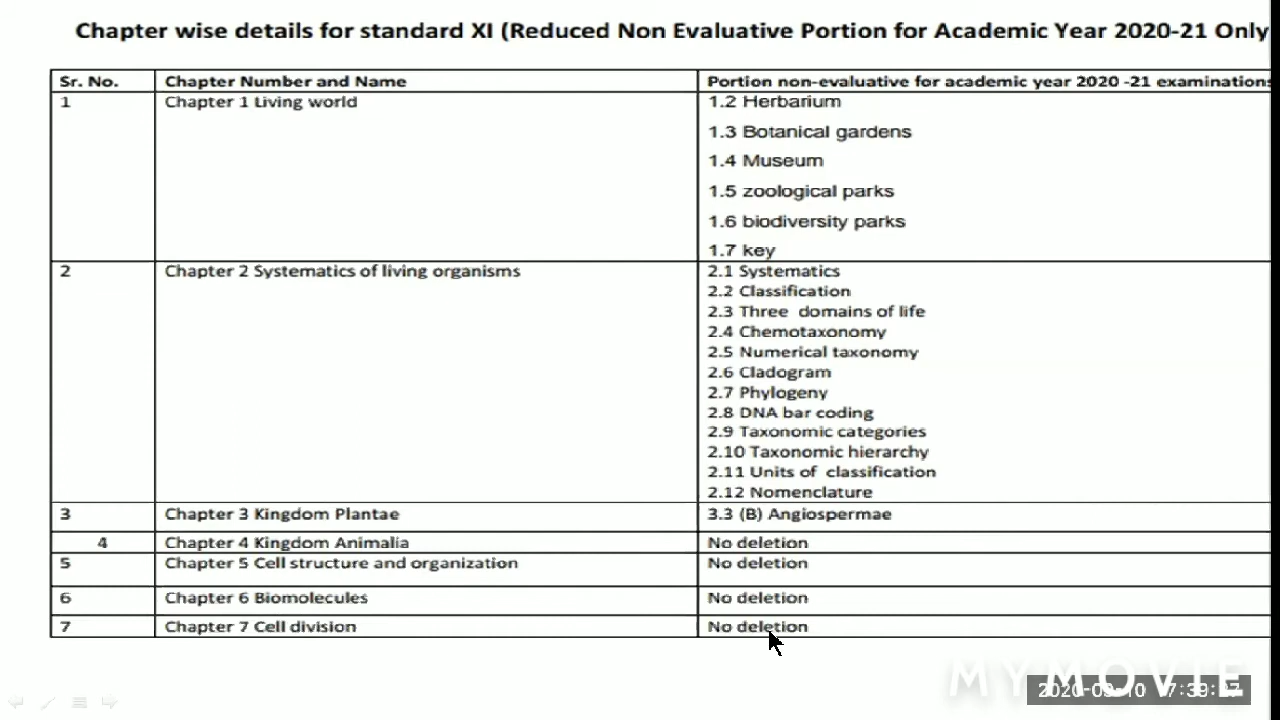 Chapter wise details for standard XI (Reduced Non Evaluative Portion for Academic Year 2020-21 Only
Sr. No. Chapter Number and Name Portion non-evaluative for academic year 2020 -21 examinations
1 Chapter 1 Living world 1.2 Herbarium
1.3 Botanical gardens
1.4 Museum
1.5 zoological parks
1.6 biodiversity parks
1.7 key
2 Chapter 2 Systematics of living organisms 2.1 Systematics
2.2 Classification
2.3 Three domains of life
2.4 Chemotaxonomy
2.5 Numerical taxonomy
2.6 Cladogram
2.7 Phylogeny
2.8 DNA bar coding
2.9 Taxonomic categories
2.10 Taxonomic hierarchy
2.11 Units of classification
2.12 Nomenclature
3 Chapter 3 Kingdom Plantae 3.3 (B) Angiospermae
4 Chapter 4 Kingdom Animalia No deletion
5 Chapter 5 Cell structure and organization No deletion
6 Chapter 6 Biomolecules No deletion
7 Chapter 7 Cell division No deletion
MYMOVIE